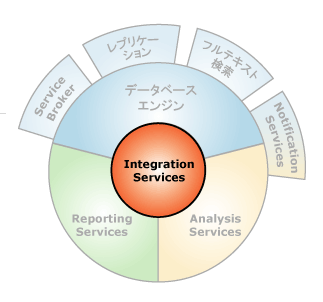 レプリケー
ション
フルテキスト
検索
Service
Broker
データベース
エンジン
Notification
Services
Integration
Services
Reporting
Services
Analysis
Services